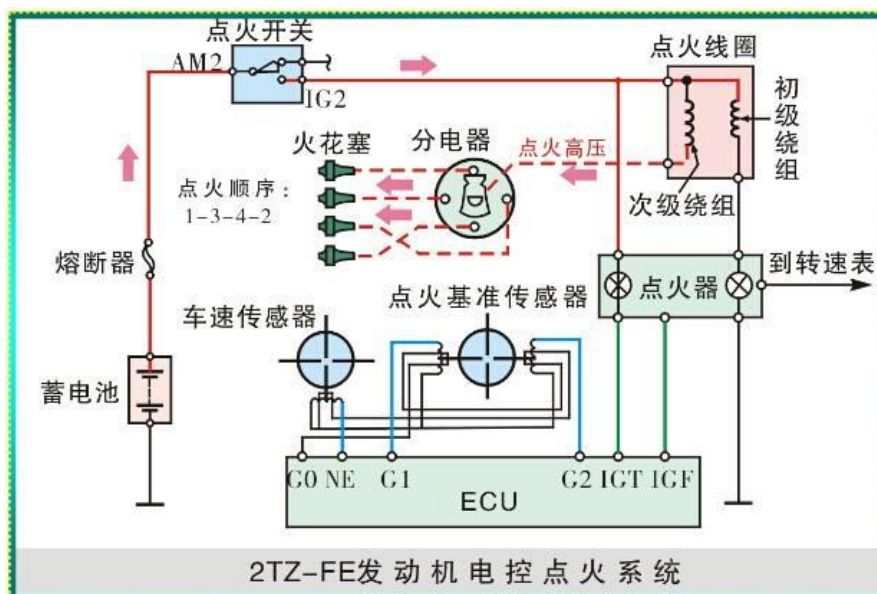 点火开关
AM2
IG2
点火线圈
初级绕组
次级绕组
火花塞
分电器
点火高压
点火顺序：
1-3-4-2
熔断器
点火器
到转速表
车速传感器
点火基准传感器
蓄电池
G0 NE G1 G2 IGT IGF
ECU
2TZ-FE发动机电控点火系统